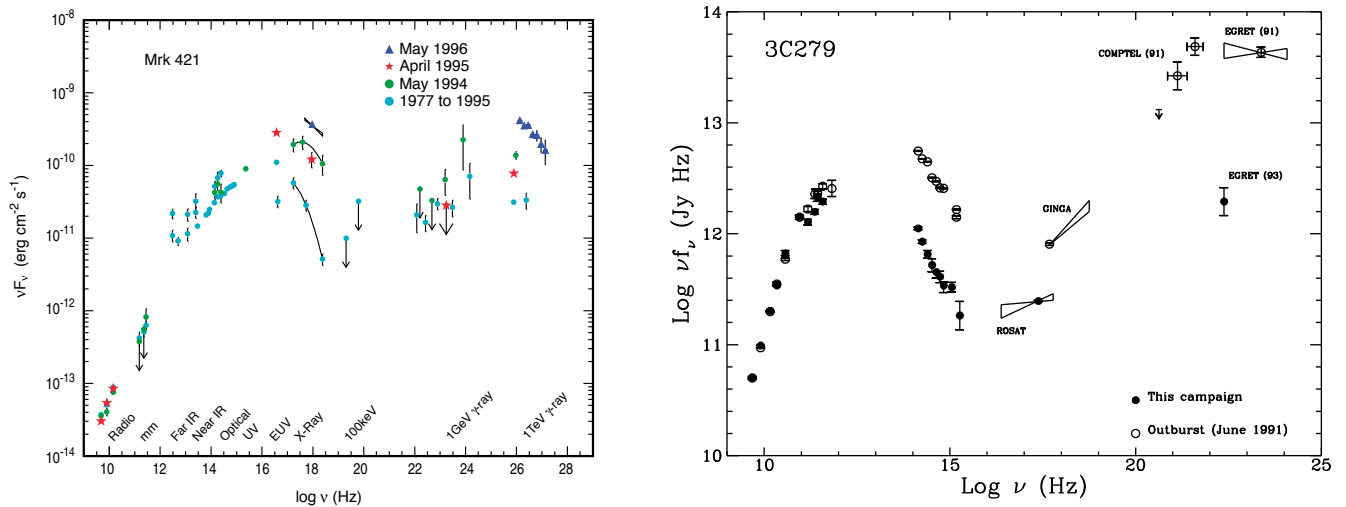 10⁻⁸
10⁻⁹
10⁻¹⁰
10⁻¹¹
10⁻¹²
10⁻¹³
10⁻¹⁴
νFν (erg cm⁻² s⁻¹)
Mrk 421
May 1996
April 1995
May 1994
1977 to 1995
Radio
mm
Far IR
Near IR
Optical
UV
EUV
X-Ray
100keV
1GeV γ-ray
1TeV γ-ray
10 12 14 16 18 20 22 24 26 28
log ν (Hz)
14
13
12
11
10
Log νfν (Jy Hz)
3C279
EGRET (91)
COMPTEL (91)
EGRET (93)
GINGA
ROSAT
This campaign
Outburst (June 1991)
10 15 20 25
Log ν (Hz)